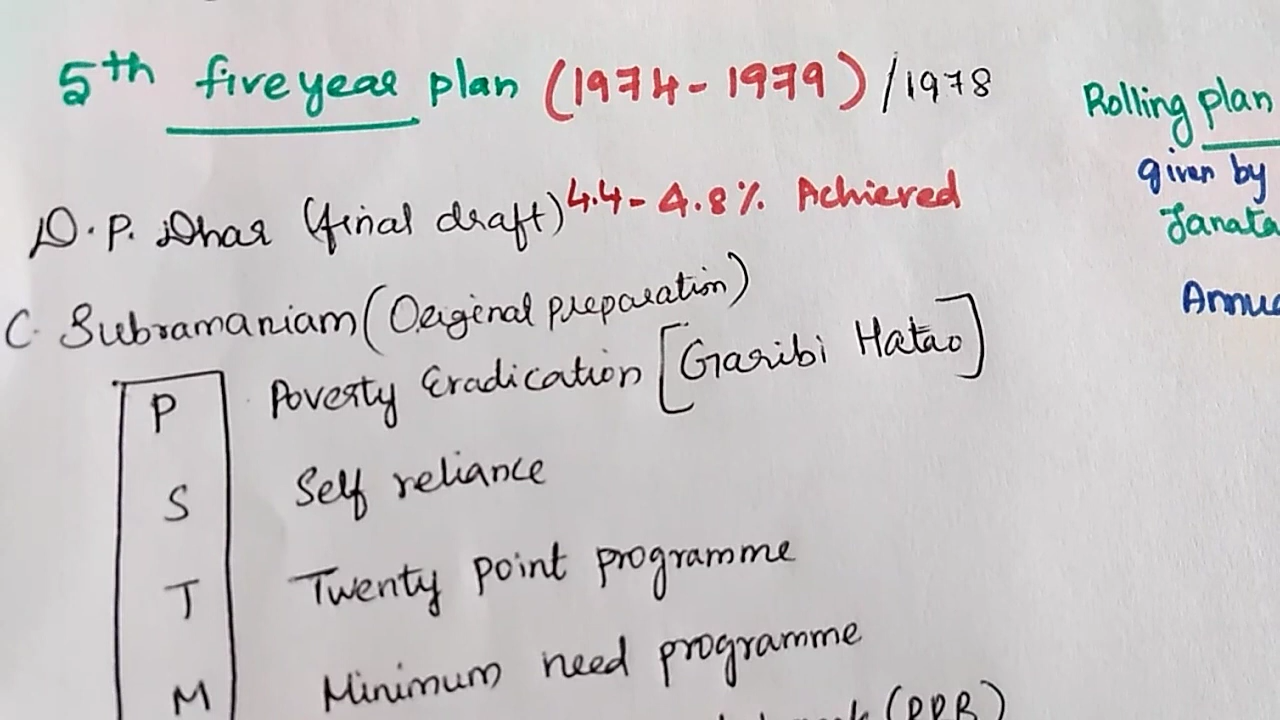 5th five year plan (1974-1979) /1978
D.P. Dhar (final draft) 4.4-4.8% Achieved
C. Subramaniam (Original preparation)
P Poverty Eradication [Garibi Hatao]
S Self reliance
T Twenty point programme
M Minimum need programme
(RRB)
Rolling plan
given by
Janata